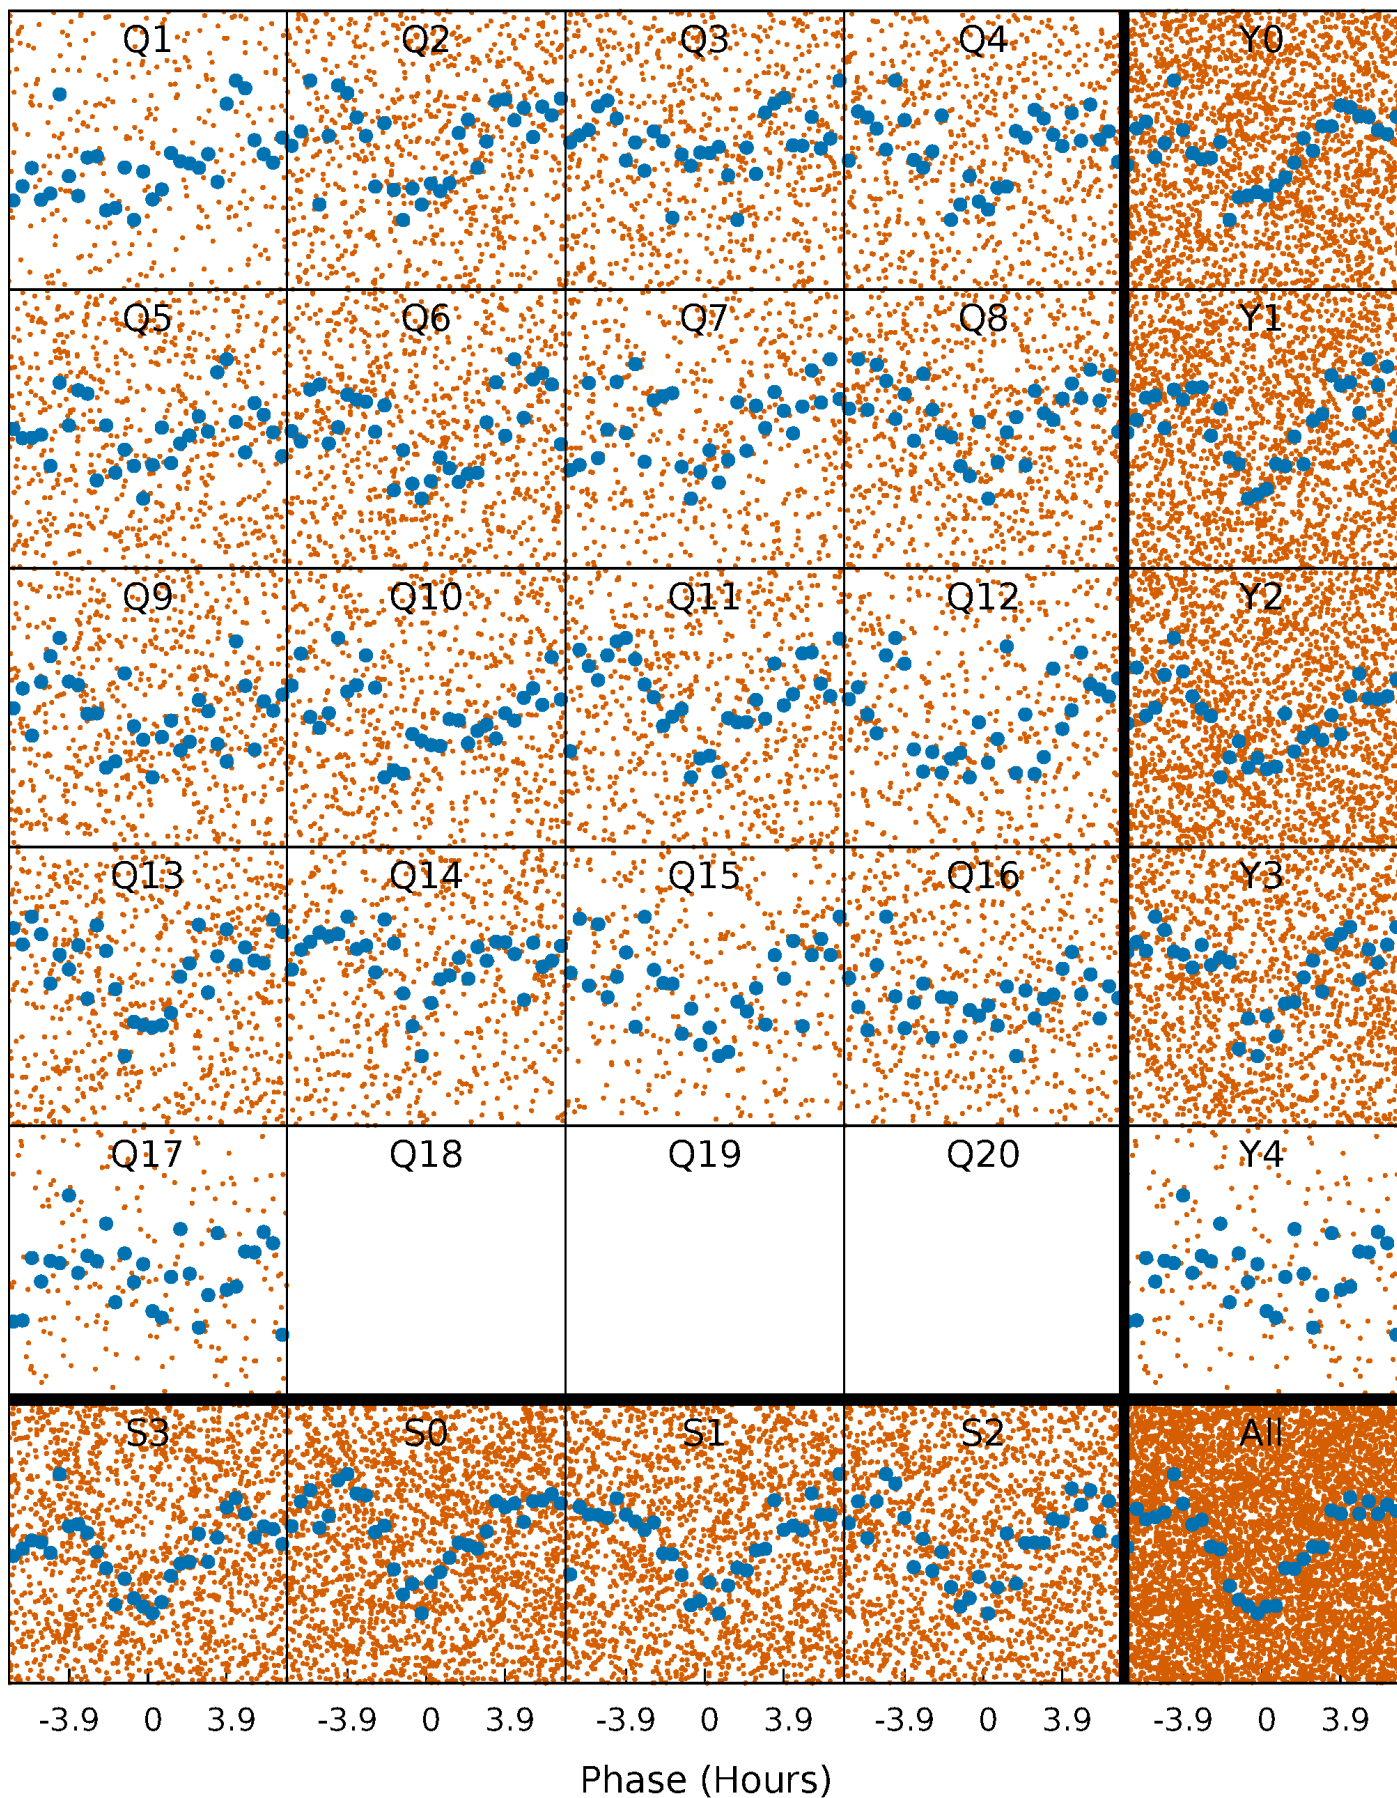 Q1 Q2 Q3 Q4 Y0
Q5 Q6 Q7 Q8 Y1
Q9 Q10 Q11 Q12 Y2
Q13 Q14 Q15 Q16 Y3
Q17 Q18 Q19 Q20 Y4
S3 S0 S1 S2 All
-3.9 0 3.9 -3.9 0 3.9 -3.9 0 3.9 -3.9 0 3.9 -3.9 0 3.9
Phase (Hours)